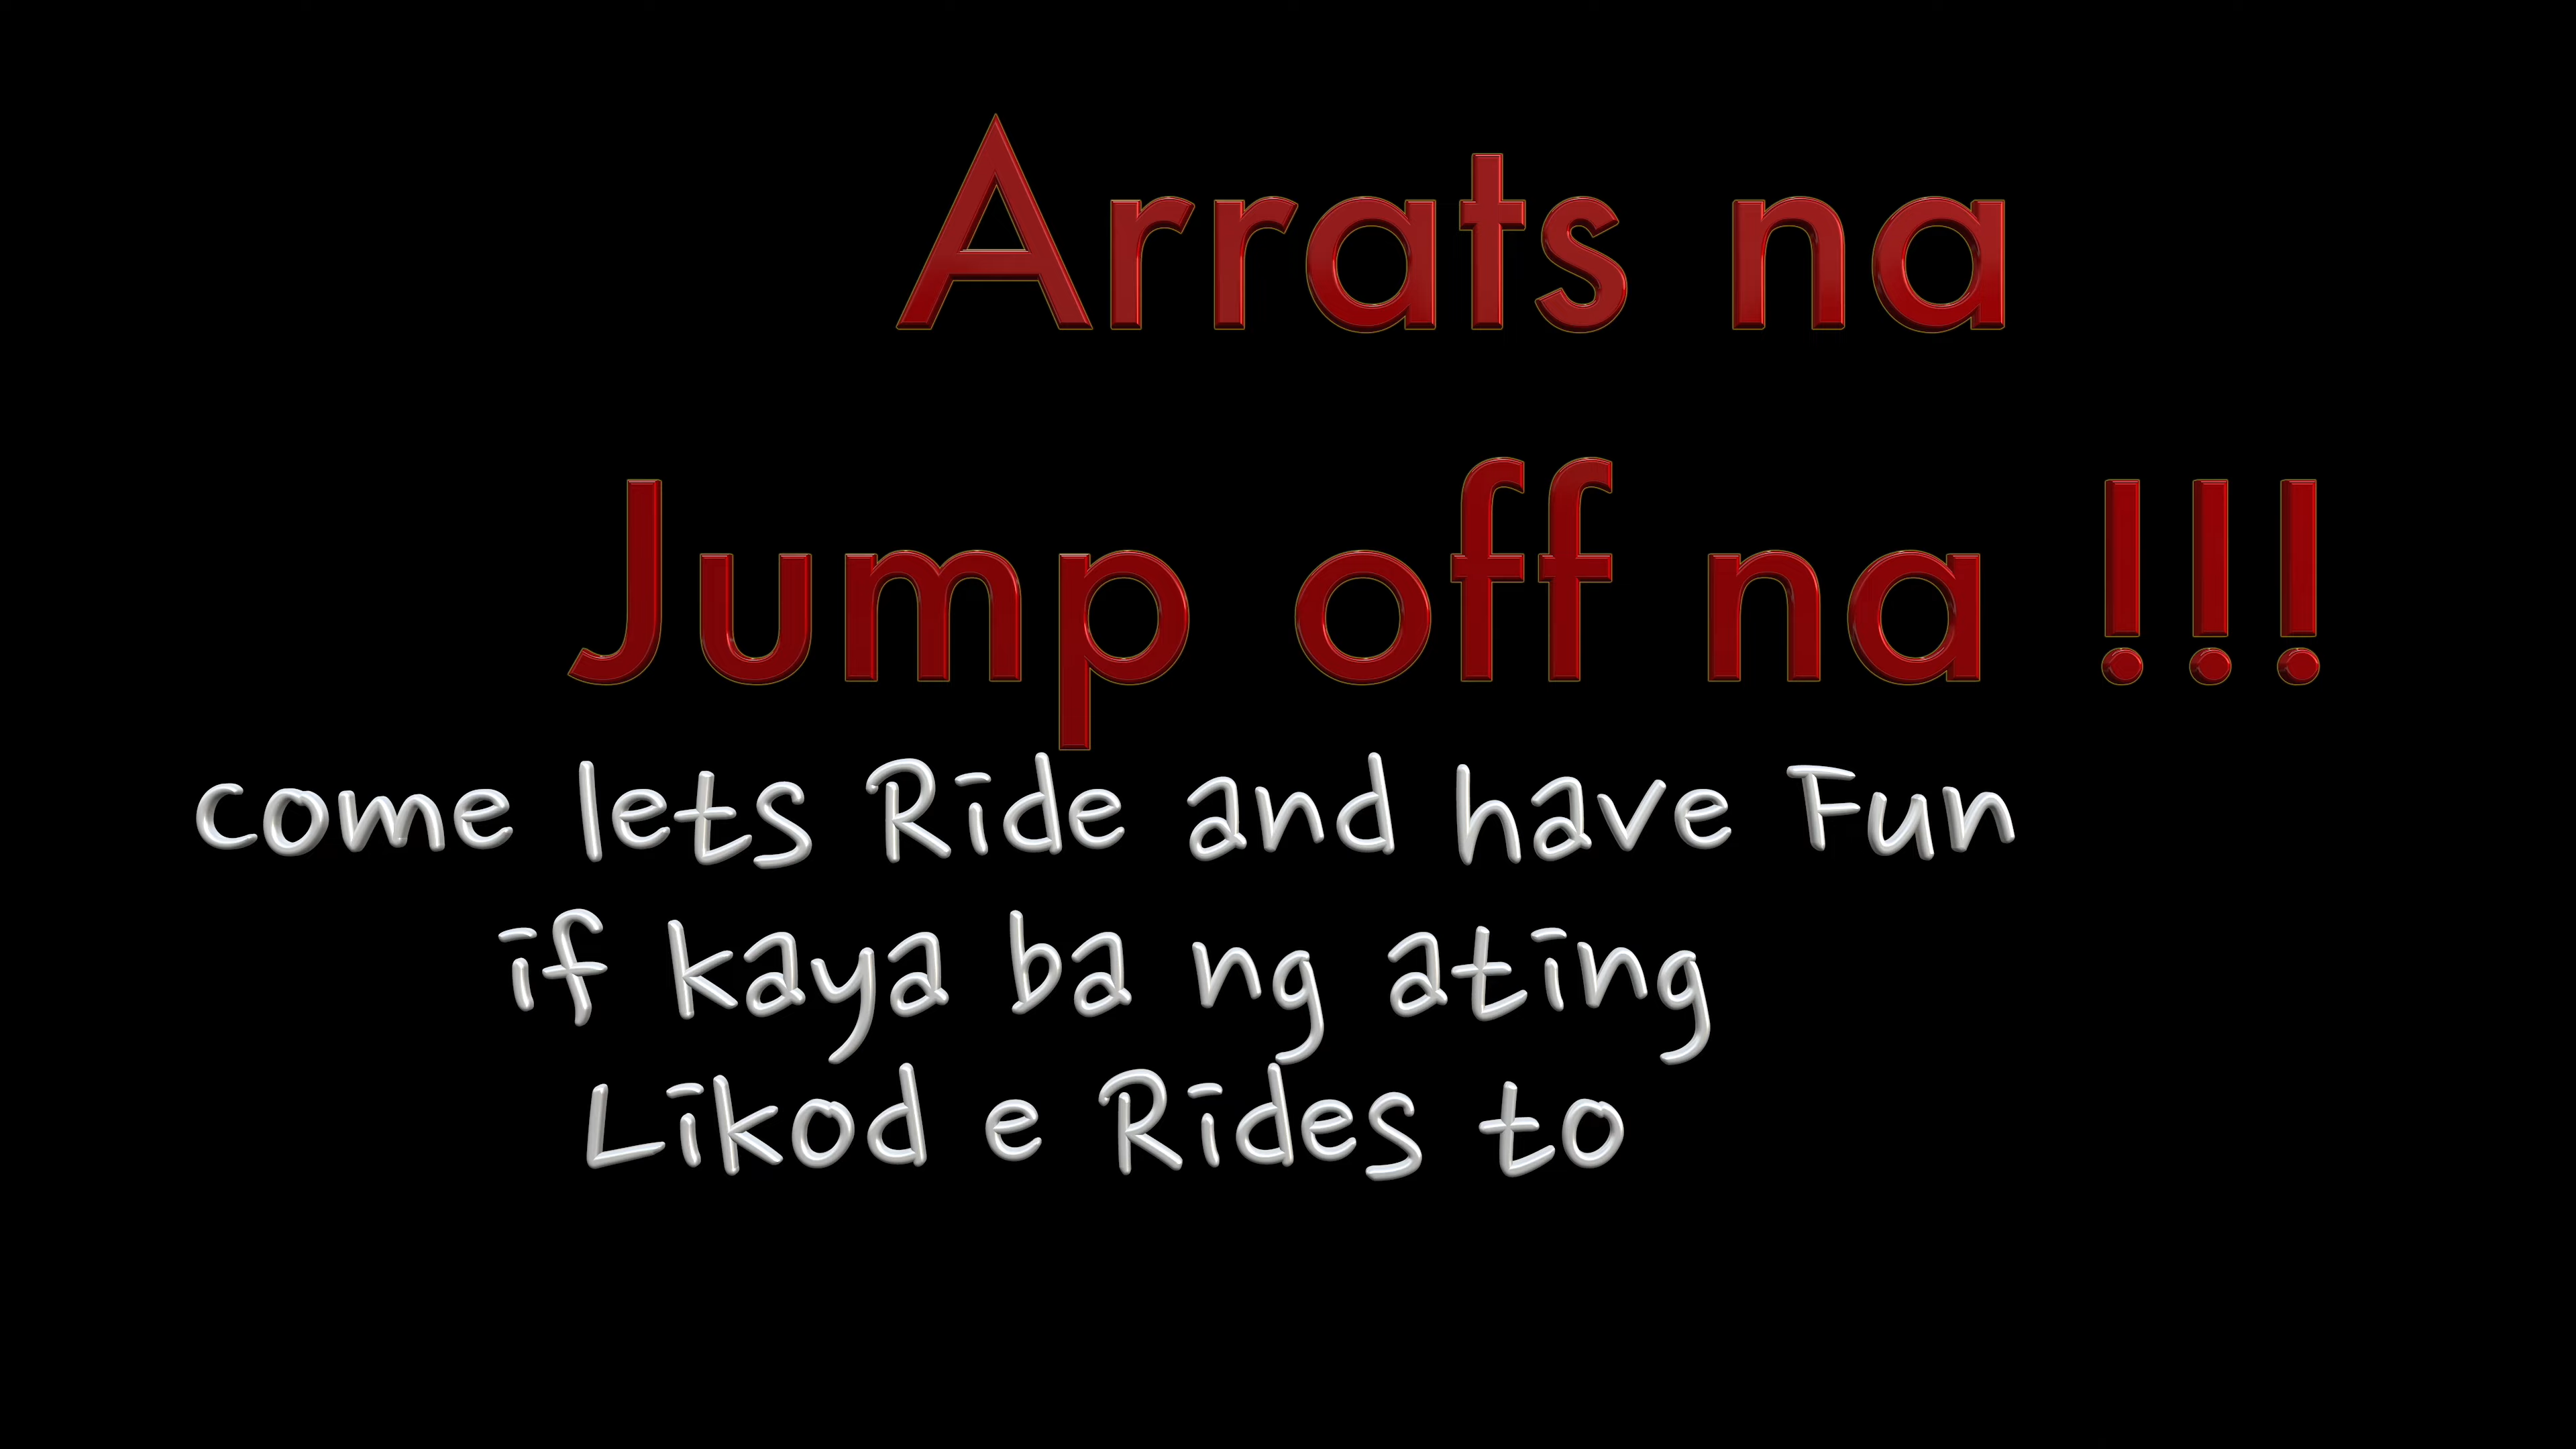 Arrats na
Jump off na !!!
come lets Ride and have Fun
if kaya ba ng ating
Likod e Rides to